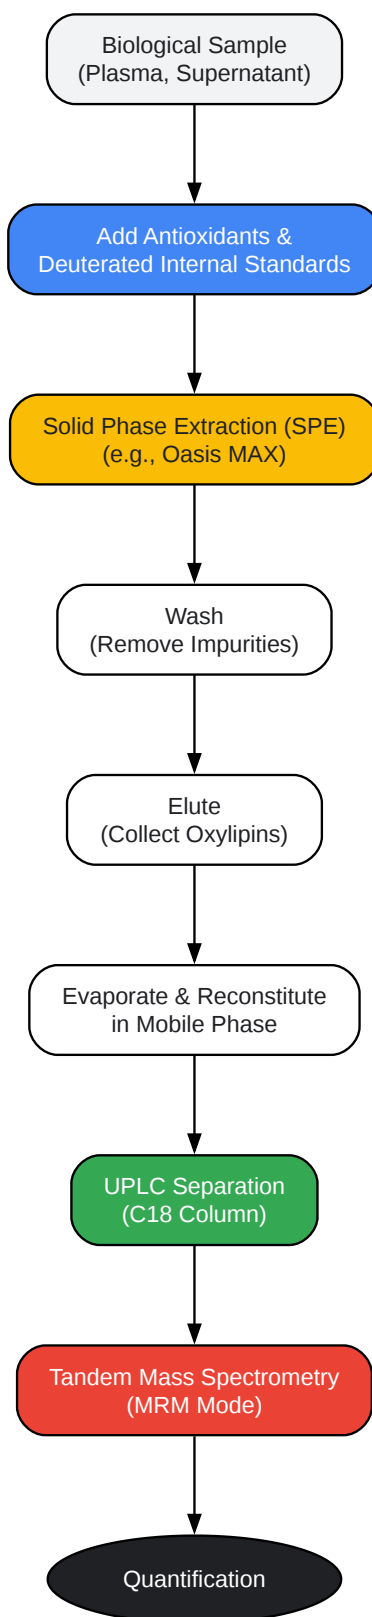 Biological Sample
(Plasma, Supernatant)
Add Antioxidants &
Deuterated Internal Standards
Solid Phase Extraction (SPE)
(e.g., Oasis MAX)
Wash
(Remove Impurities)
Elute
(Collect Oxylipins)
Evaporate & Reconstitute
in Mobile Phase
UPLC Separation
(C18 Column)
Tandem Mass Spectrometry
(MRM Mode)
Quantification